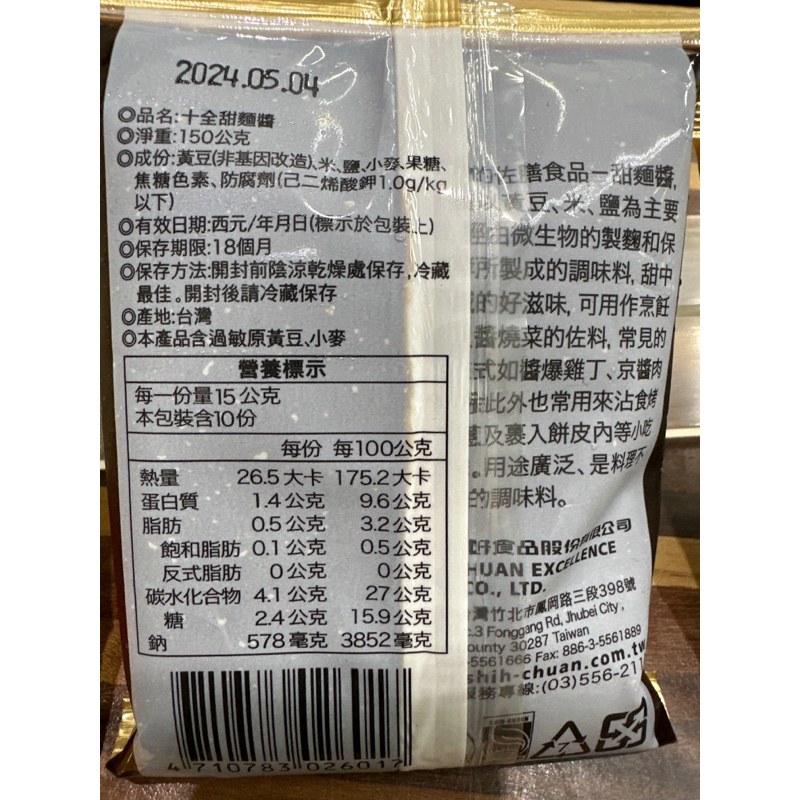 2024.05.04
◎品名:十全甜麵醬
◎淨重:150公克
◎成份:黃豆(非基因改造)、米、鹽、小麥、果糖、
焦糖色素、防腐劑(己二烯酸鉀1.0g/kg
以下)
◎有效日期:西元/年月日(標示於包裝上)
◎保存期限:18個月
◎保存方法:開封前陰涼乾燥處保存,冷藏
最佳。開封後請冷藏保存
◎產地:台灣
◎本產品含過敏原黃豆、小麥
營養標示
每一份量15公克
本包裝含10份
每份 每100公克
熱量 26.5大卡 175.2大卡
蛋白質 1.4公克 9.6公克
脂肪 0.5公克 3.2公克
飽和脂肪 0.1公克 0.5公克
反式脂肪 0公克 0公克
碳水化合物 4.1公克 27公克
糖 2.4公克 15.9公克
鈉 578毫克 3852毫克
4 710783 026017
佐膳食品－甜麵醬,
豆、米、鹽為主要
由微生物的製麴和保
所製成的調味料, 甜中
的好滋味, 可用作烹飪
醬燒菜的佐料, 常見的
式如醬爆雞丁、京醬肉
此外也常用來沾食烤
及裹入餅皮內等小吃
。用途廣泛、是料理不
的調味料。
食品股份有限公司
HUAN EXCELLENCE
CO., LTD.
灣竹北市鳳岡路三段398號
.3 Fonggang Rd, Jhubei City,
ounty 30287 Taiwan
-5561666 Fax: 886-3-5561889
shih-chuan.com.tw
服務專線:(03)556-211
7